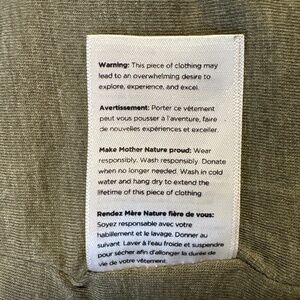 Warning: This piece of clothing may
lead to an overwhelming desire to
explore, experience, and excel.
Avertissement: Porter ce vêtement
peut vous pousser à l'aventure, faire
de nouvelles expériences et exceller.
Make Mother Nature proud: Wear
responsibly. Wash responsibly. Donate
when no longer needed. Wash in cold
water and hang dry to extend the
lifetime of this piece of clothing
Rendez Mère Nature fière de vous:
Soyez responsable avec votre
habillement et le lavage. Donner au
suivant. Laver à l'eau froide et suspendre
pour sécher afin d'allonger la durée de
vie de votre vêtement.